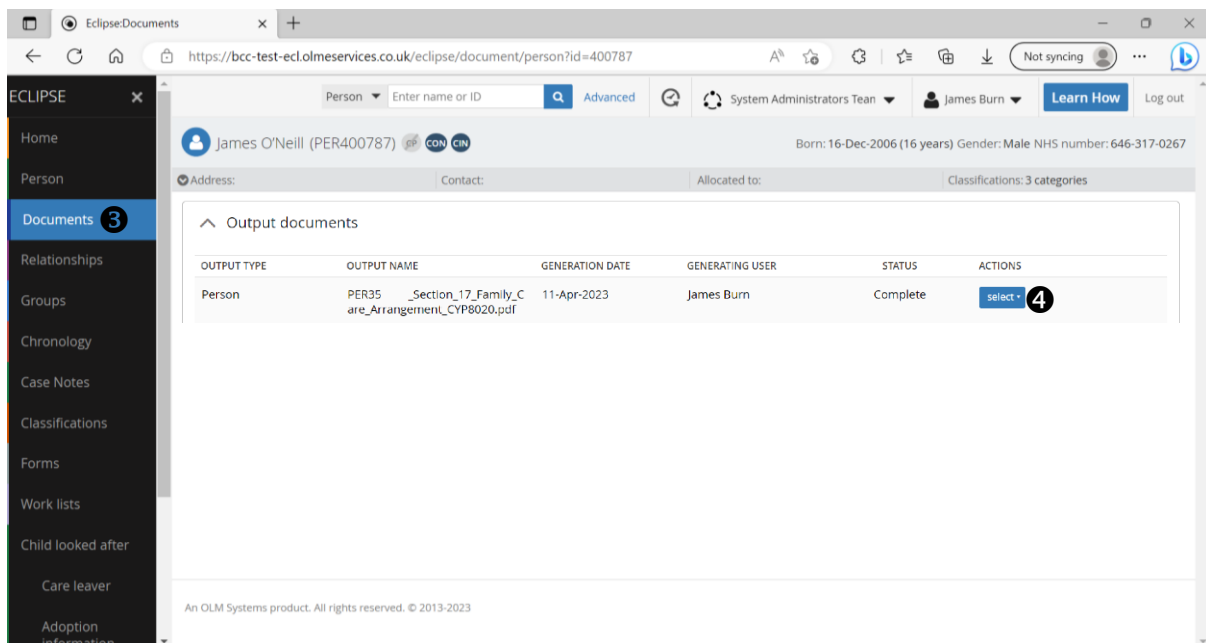 Eclipse:Documents
https://bcc-test-ecl.olmeservices.co.uk/eclipse/document/person?id=400787
Not syncing
ECLIPSE
Person Enter name or ID Advanced System Administrators Tean James Burn Learn How Log out
Home
James O'Neill (PER400787) CON CIN Born: 16-Dec-2006 (16 years) Gender: Male NHS number: 646-317-0267
Person
Address: Contact: Allocated to: Classifications: 3 categories
Documents 3
Output documents
Relationships
OUTPUT TYPE OUTPUT NAME GENERATION DATE GENERATING USER STATUS ACTIONS
Person PER35 _Section_17_Family_C 11-Apr-2023 James Burn Complete select 4
are_Arrangement_CYP8020.pdf
Groups
Chronology
Case Notes
Classifications
Forms
Work lists
Child looked after
Care leaver
An OLM Systems product. All rights reserved. © 2013-2023
Adoption
information